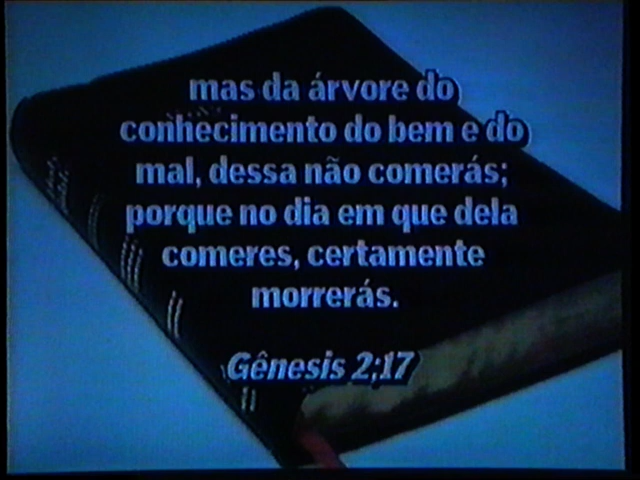 mas da árvore do
conhecimento do bem e do
mal, dessa não comerás;
porque no dia em que dela
comeres, certamente
morrerás.
Gênesis 2;17